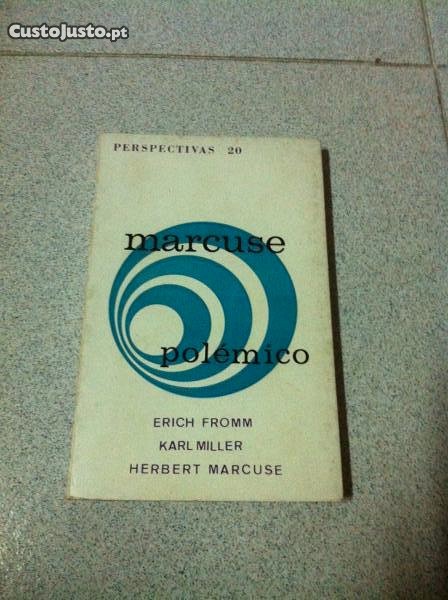 CustoJusto.pt
PERSPECTIVAS 20
marcuse
polémico
ERICH FROMM
KARL MILLER
HERBERT MARCUSE